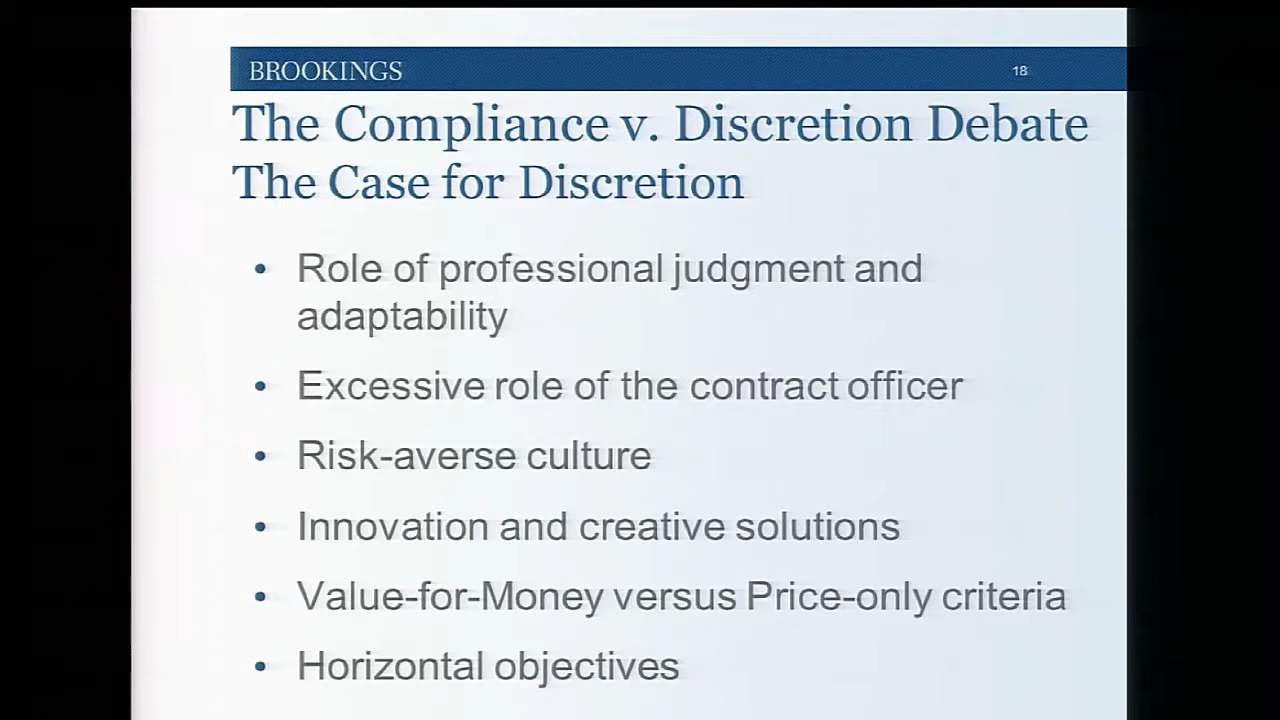 BROOKINGS
18
The Compliance v. Discretion Debate
The Case for Discretion
• Role of professional judgment and
adaptability
• Excessive role of the contract officer
• Risk-averse culture
• Innovation and creative solutions
• Value-for-Money versus Price-only criteria
• Horizontal objectives